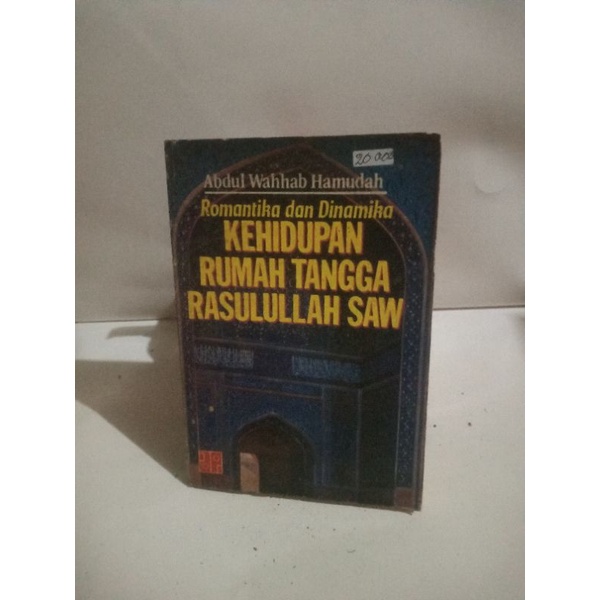 20.000
Abdul Wahhab Hamudah
Romantika dan Dinamika
KEHIDUPAN
RUMAH TANGGA
RASULULLAH SAW